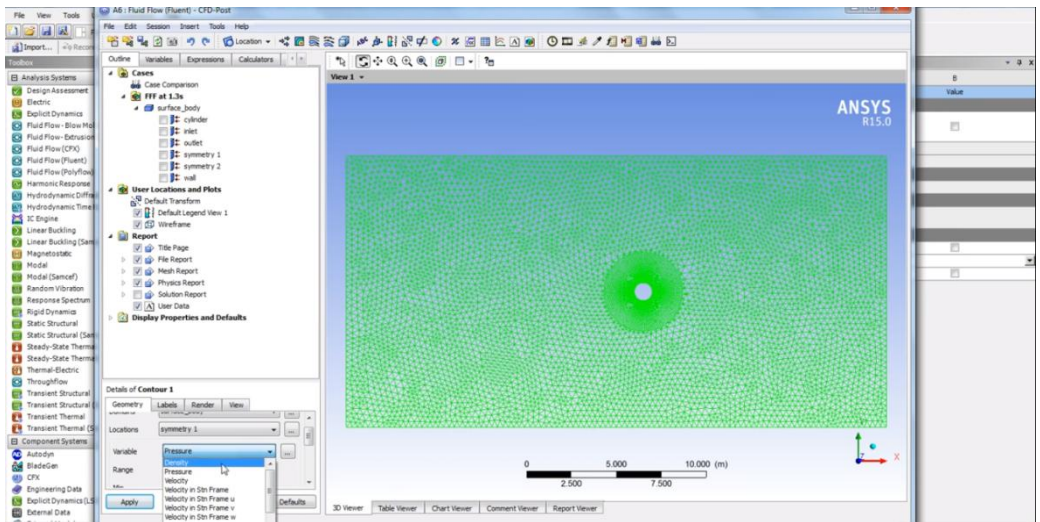 A6 : Fluid Flow (Fluent) - CFD-Post
File View Tools
File Edit Session Insert Tools Help
Import...
Location
Toolbox
Outline Variables Expressions Calculators
View 1
Analysis Systems
Design Assessment
Electric
Explicit Dynamics
Fluid Flow - Blow Mol
Fluid Flow - Extrusion
Fluid Flow (CFX)
Fluid Flow (Fluent)
Fluid Flow (Polyflow)
Harmonic Response
Hydrodynamic Diffra
Hydrodynamic Time
IC Engine
Linear Buckling
Linear Buckling (Sam
Magnetostatic
Modal
Modal (Samcef)
Random Vibration
Response Spectrum
Rigid Dynamics
Static Structural
Static Structural (Sam
Steady-State Therma
Steady-State Therma
Thermal-Electric
Throughflow
Transient Structural
Transient Structural (
Transient Thermal
Transient Thermal (S
Component Systems
Autodyn
BladeGen
CFX
Engineering Data
Explicit Dynamics (LS
External Data
Cases
Case Comparison
FFF at 1.3s
surface_body
cylinder
inlet
outlet
symmetry 1
symmetry 2
wall
User Locations and Plots
Default Transform
Default Legend View 1
Wireframe
Report
Title Page
File Report
Mesh Report
Physics Report
Solution Report
User Data
Display Properties and Defaults
Details of Contour 1
Geometry Labels Render View
Locations symmetry 1
Variable Pressure
Range
Density
Pressure
Velocity
Velocity in Stn Frame
Velocity in Stn Frame u
Velocity in Stn Frame v
Velocity in Stn Frame w
Apply Defaults
ANSYS
R15.0
0 5.000 10.000 (m)
2.500 7.500
X
Z
3D Viewer Table Viewer Chart Viewer Comment Viewer Report Viewer
B
Value